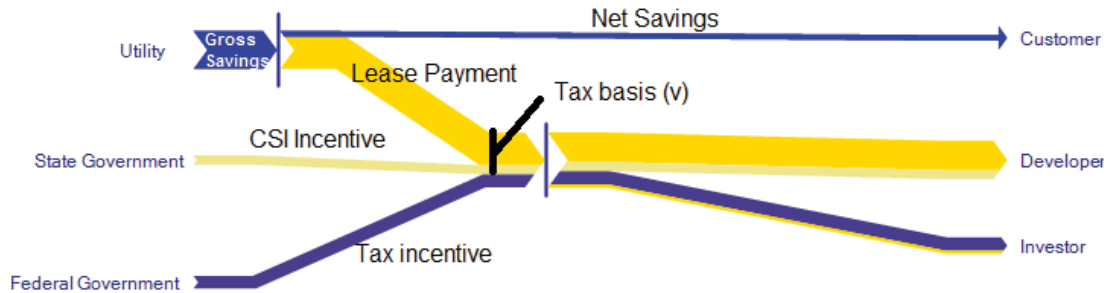 Net Savings
Utility
Gross
Savings
Customer
Lease Payment
Tax basis (v)
CSI Incentive
State Government
Developer
Tax incentive
Investor
Federal Government